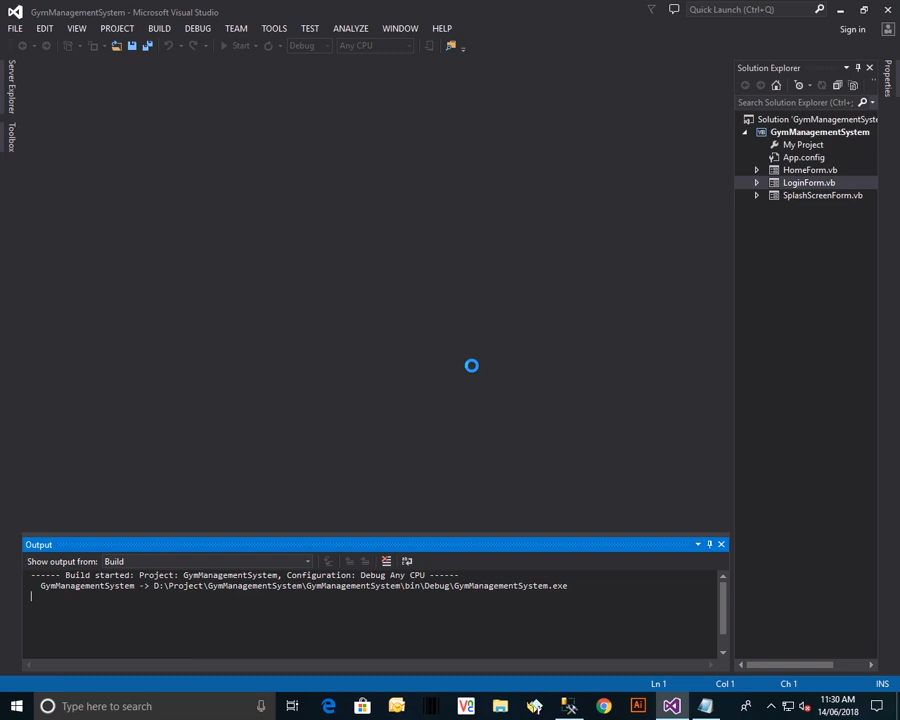 GymManagementSystem - Microsoft Visual Studio
Quick Launch (Ctrl+Q)
FILE EDIT VIEW PROJECT BUILD DEBUG TEAM TOOLS TEST ANALYZE WINDOW HELP
Sign in
Start Debug Any CPU
Server Explorer
Toolbox
Solution Explorer
Search Solution Explorer (Ctrl+;
Solution 'GymManagementSyste
GymManagementSystem
My Project
App.config
HomeForm.vb
LoginForm.vb
SplashScreenForm.vb
Properties
Output
Show output from: Build
------ Build started: Project: GymManagementSystem, Configuration: Debug Any CPU ------
GymManagementSystem -> D:\Project\GymManagementSystem\GymManagementSystem\bin\Debug\GymManagementSystem.exe
Ln 1 Col 1 Ch 1 INS
Type here to search
11:30 AM
14/06/2018